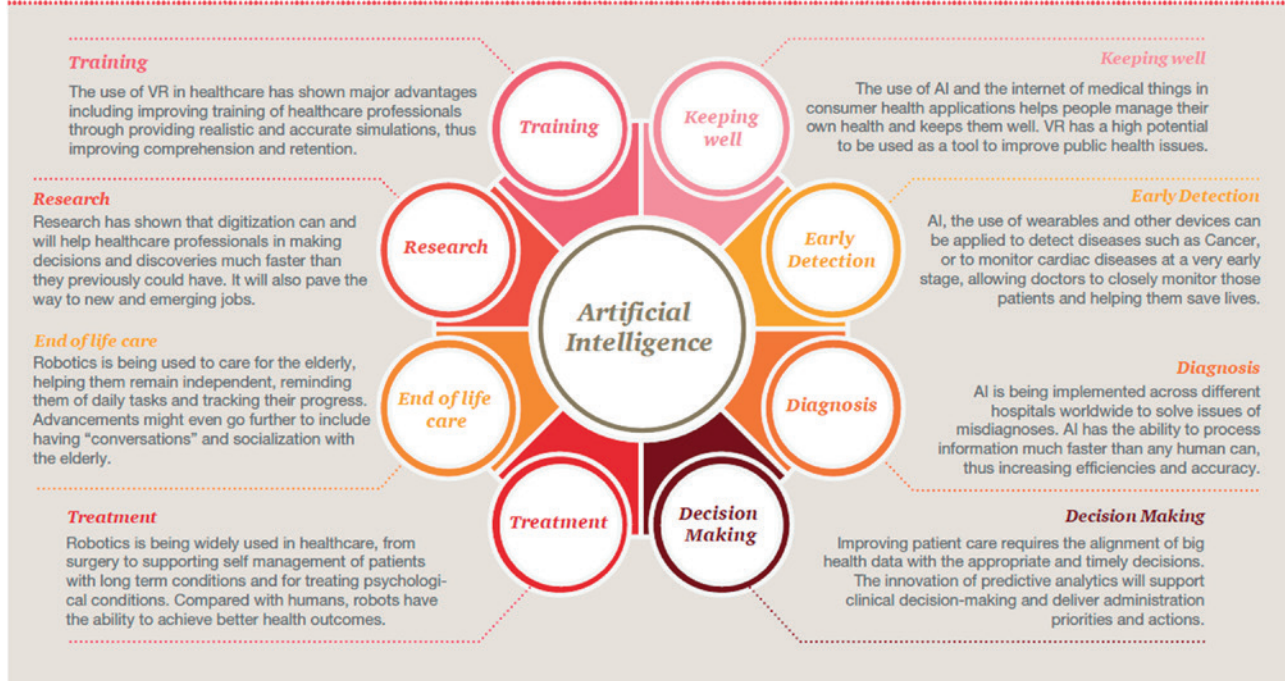 Training
The use of VR in healthcare has shown major advantages
including improving training of healthcare professionals
through providing realistic and accurate simulations, thus
improving comprehension and retention.
Research
Research has shown that digitization can and
will help healthcare professionals in making
decisions and discoveries much faster than
they previously could have. It will also pave the
way to new and emerging jobs.
End of life care
Robotics is being used to care for the elderly,
helping them remain independent, reminding
them of daily tasks and tracking their progress.
Advancements might even go further to include
having “conversations” and socialization with
the elderly.
Treatment
Robotics is being widely used in healthcare, from
surgery to supporting self management of patients
with long term conditions and for treating psychologi-
cal conditions. Compared with humans, robots have
the ability to achieve better health outcomes.
Training
Keeping
well
Research
Early
Detection
Artificial
Intelligence
End of life
care
Diagnosis
Treatment
Decision
Making
Keeping well
The use of AI and the internet of medical things in
consumer health applications helps people manage their
own health and keeps them well. VR has a high potential
to be used as a tool to improve public health issues.
Early Detection
AI, the use of wearables and other devices can
be applied to detect diseases such as Cancer,
or to monitor cardiac diseases at a very early
stage, allowing doctors to closely monitor those
patients and helping them save lives.
Diagnosis
AI is being implemented across different
hospitals worldwide to solve issues of
misdiagnoses. AI has the ability to process
information much faster than any human can,
thus increasing efficiencies and accuracy.
Decision Making
Improving patient care requires the alignment of big
health data with the appropriate and timely decisions.
The innovation of predictive analytics will support
clinical decision-making and deliver administration
priorities and actions.